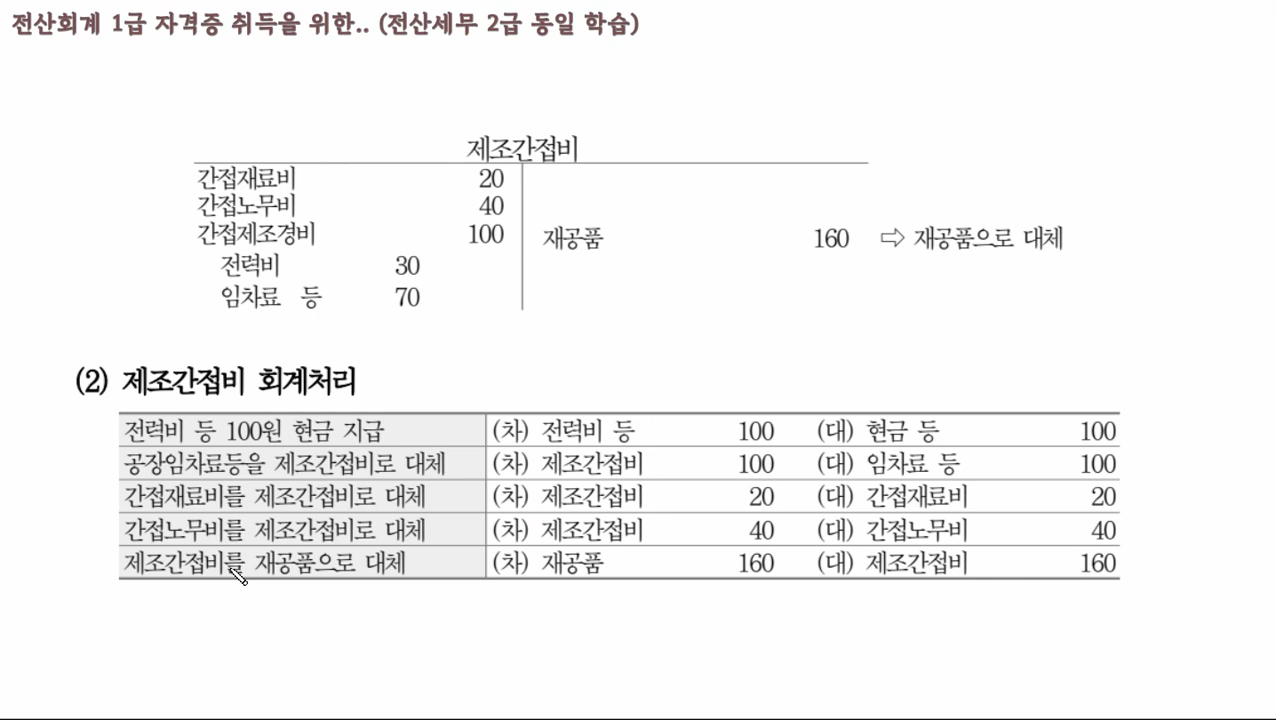 전산회계 1급 자격증 취득을 위한.. (전산세무 2급 동일 학습)
제조간접비
간접재료비 20
간접노무비 40
간접제조경비 100 재공품 160 ⇨ 재공품으로 대체
전력비 30
임차료 등 70
(2) 제조간접비 회계처리
전력비 등 100원 현금 지급 (차) 전력비 등 100 (대) 현금 등 100
공장임차료등을 제조간접비로 대체 (차) 제조간접비 100 (대) 임차료 등 100
간접재료비를 제조간접비로 대체 (차) 제조간접비 20 (대) 간접재료비 20
간접노무비를 제조간접비로 대체 (차) 제조간접비 40 (대) 간접노무비 40
제조간접비를 재공품으로 대체 (차) 재공품 160 (대) 제조간접비 160